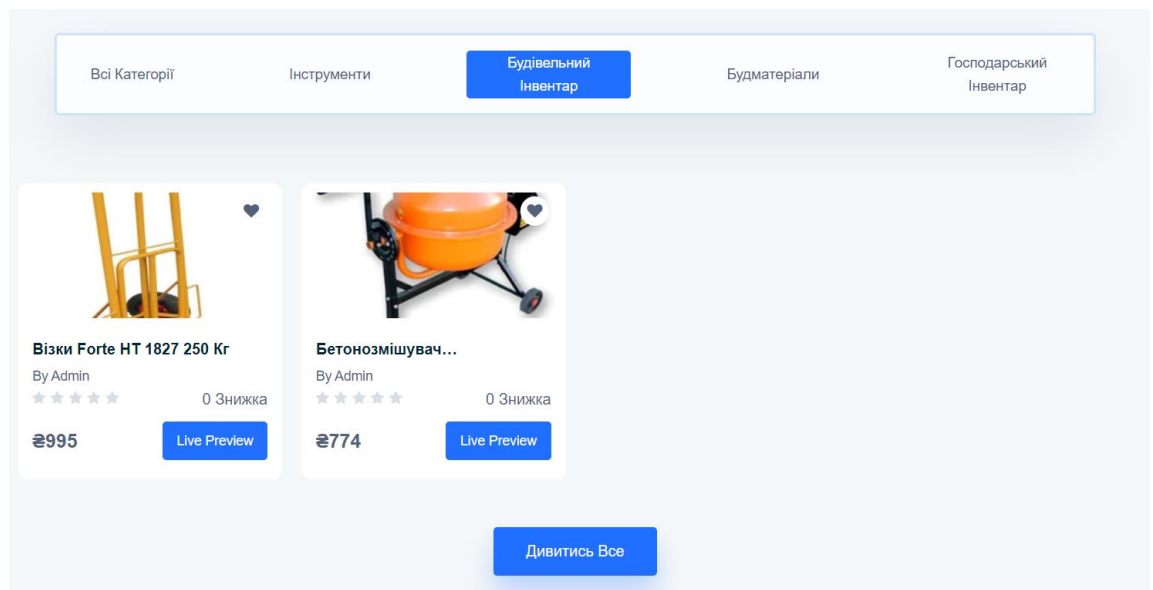 Всі Категорії
Інструменти
Будівельний
Інвентар
Будматеріали
Господарський
Інвентар
Візки Forte HT 1827 250 Кг
By Admin
0 Знижка
₴995
Live Preview
Бетонозмішувач...
By Admin
0 Знижка
₴774
Live Preview
Дивитись Все